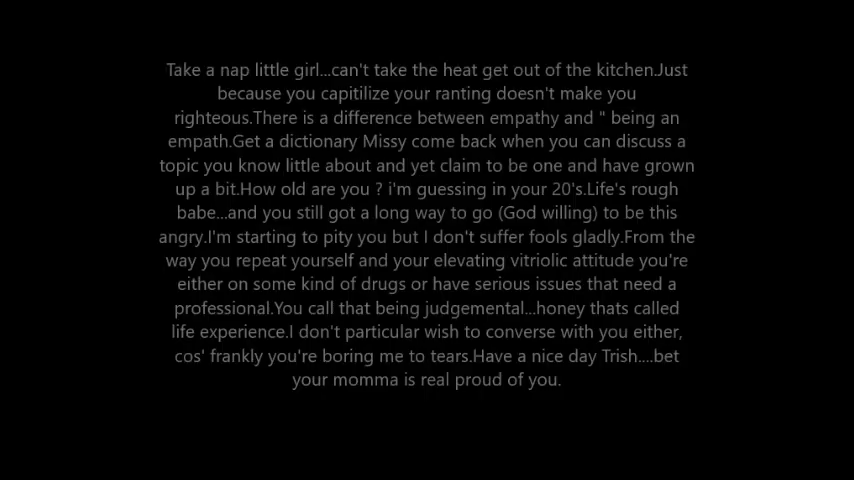 Take a nap little girl...can't take the heat get out of the kitchen.Just
because you capitilize your ranting doesn't make you
righteous.There is a difference between empathy and " being an
empath.Get a dictionary Missy come back when you can discuss a
topic you know little about and yet claim to be one and have grown
up a bit.How old are you ? i'm guessing in your 20's.Life's rough
babe...and you still got a long way to go (God willing) to be this
angry.I'm starting to pity you but I don't suffer fools gladly.From the
way you repeat yourself and your elevating vitriolic attitude you're
either on some kind of drugs or have serious issues that need a
professional.You call that being judgemental...honey thats called
life experience.I don't particular wish to converse with you either,
cos' frankly you're boring me to tears.Have a nice day Trish....bet
your momma is real proud of you.